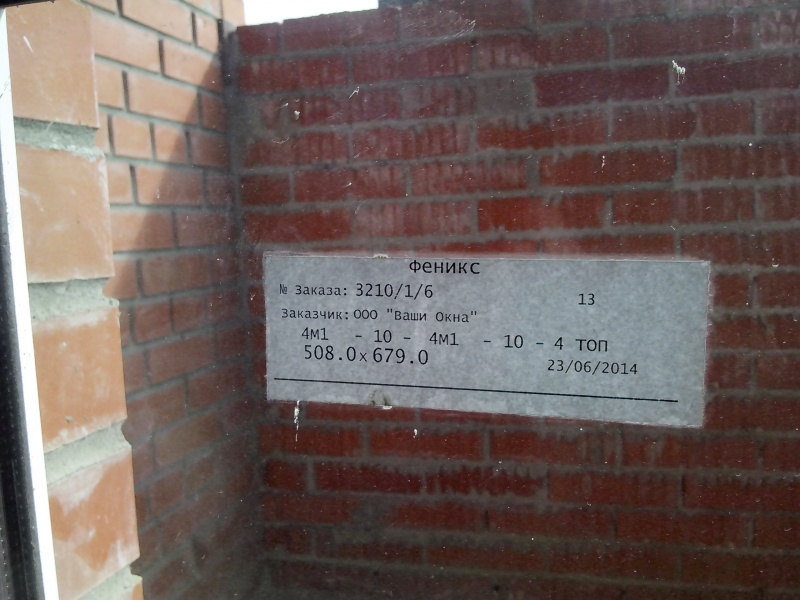 Феникс
№ Заказа: 3210/1/6 13
Заказчик: ООО "Ваши Окна"
4М1 - 10 - 4М1 - 10 - 4 ТОП
508.0х679.0 23/06/2014